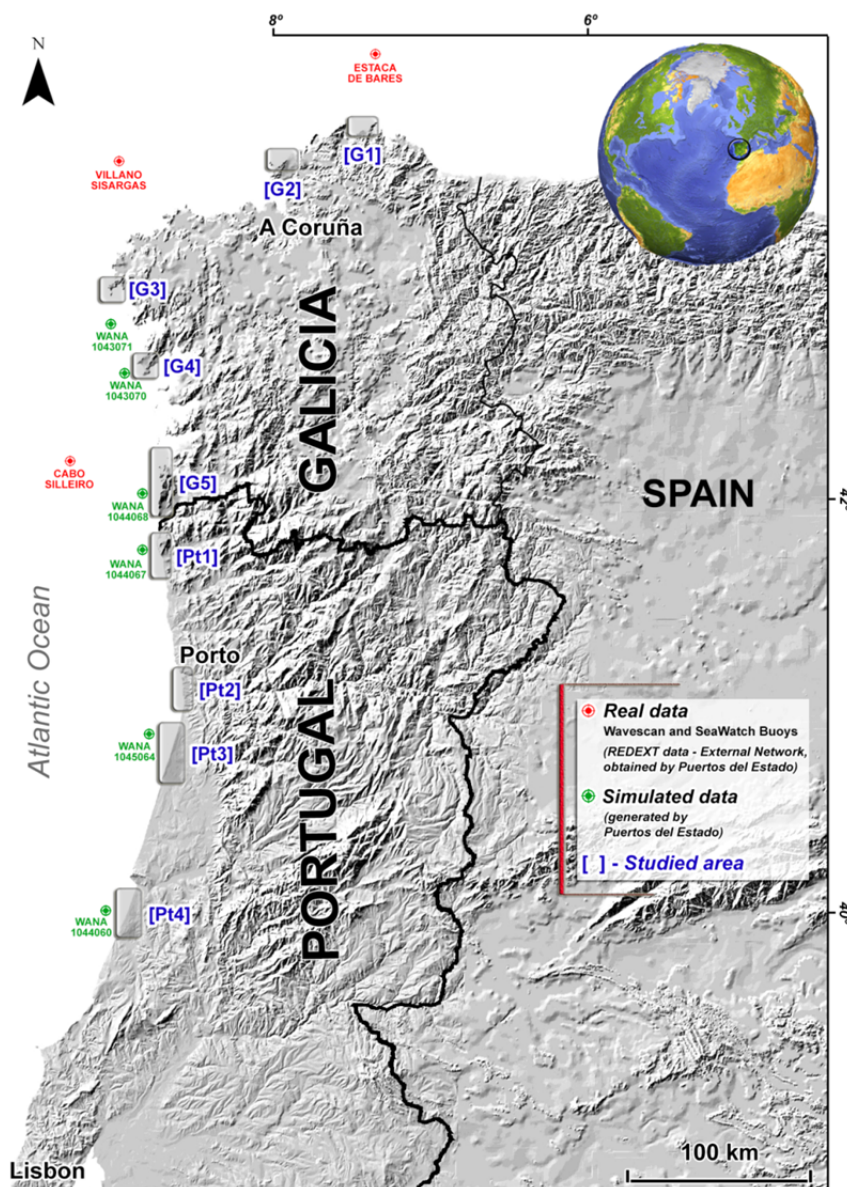 N
8º
6º
ESTACA
DE BARES
[G1]
VILLANO
SISARGAS
[G2]
A Coruña
[G3]
WANA
1043071
[G4]
WANA
1043070
GALICIA
CABO
SILLEIRO
[G5]
WANA
1044068
SPAIN
42º
WANA
1044067
[Pt1]
Atlantic Ocean
Porto
[Pt2]
WANA
1045064
[Pt3]
PORTUGAL
Real data
Wavescan and SeaWatch Buoys
(REDEXT data - External Network,
obtained by Puertos del Estado)
Simulated data
(generated by
Puertos del Estado)
[ ] - Studied area
WANA
1044060
[Pt4]
40º
100 km
Lisbon